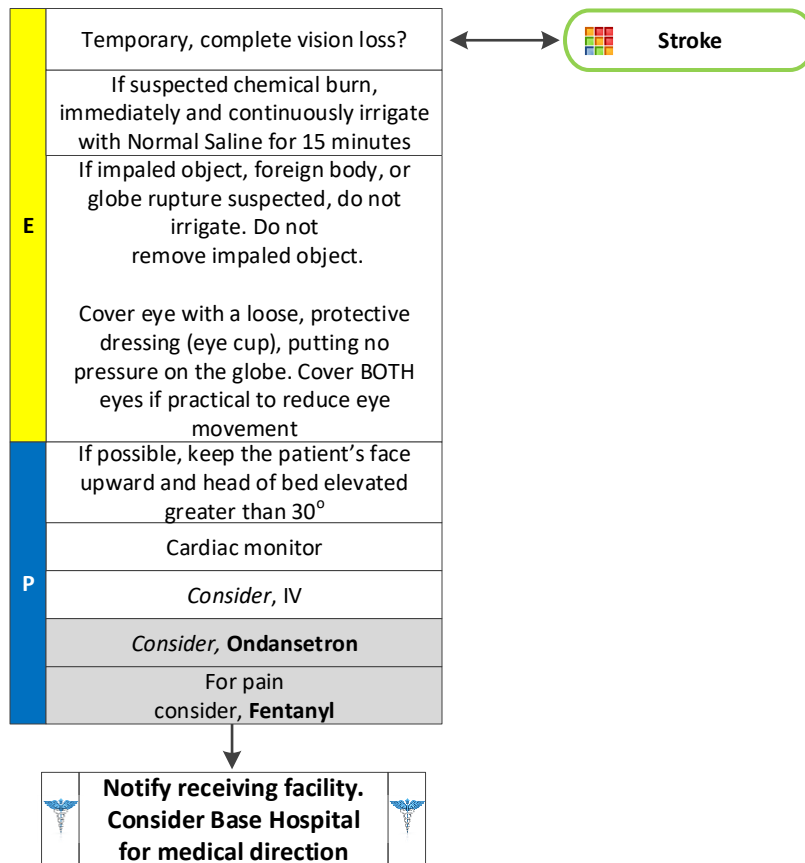 Temporary, complete vision loss?
Stroke
If suspected chemical burn,
immediately and continuously irrigate
with Normal Saline for 15 minutes
E
If impaled object, foreign body, or
globe rupture suspected, do not
irrigate. Do not
remove impaled object.
Cover eye with a loose, protective
dressing (eye cup), putting no
pressure on the globe. Cover BOTH
eyes if practical to reduce eye
movement
P
If possible, keep the patient’s face
upward and head of bed elevated
greater than 30°
Cardiac monitor
Consider, IV
Consider, Ondansetron
For pain
consider, Fentanyl
Notify receiving facility.
Consider Base Hospital
for medical direction